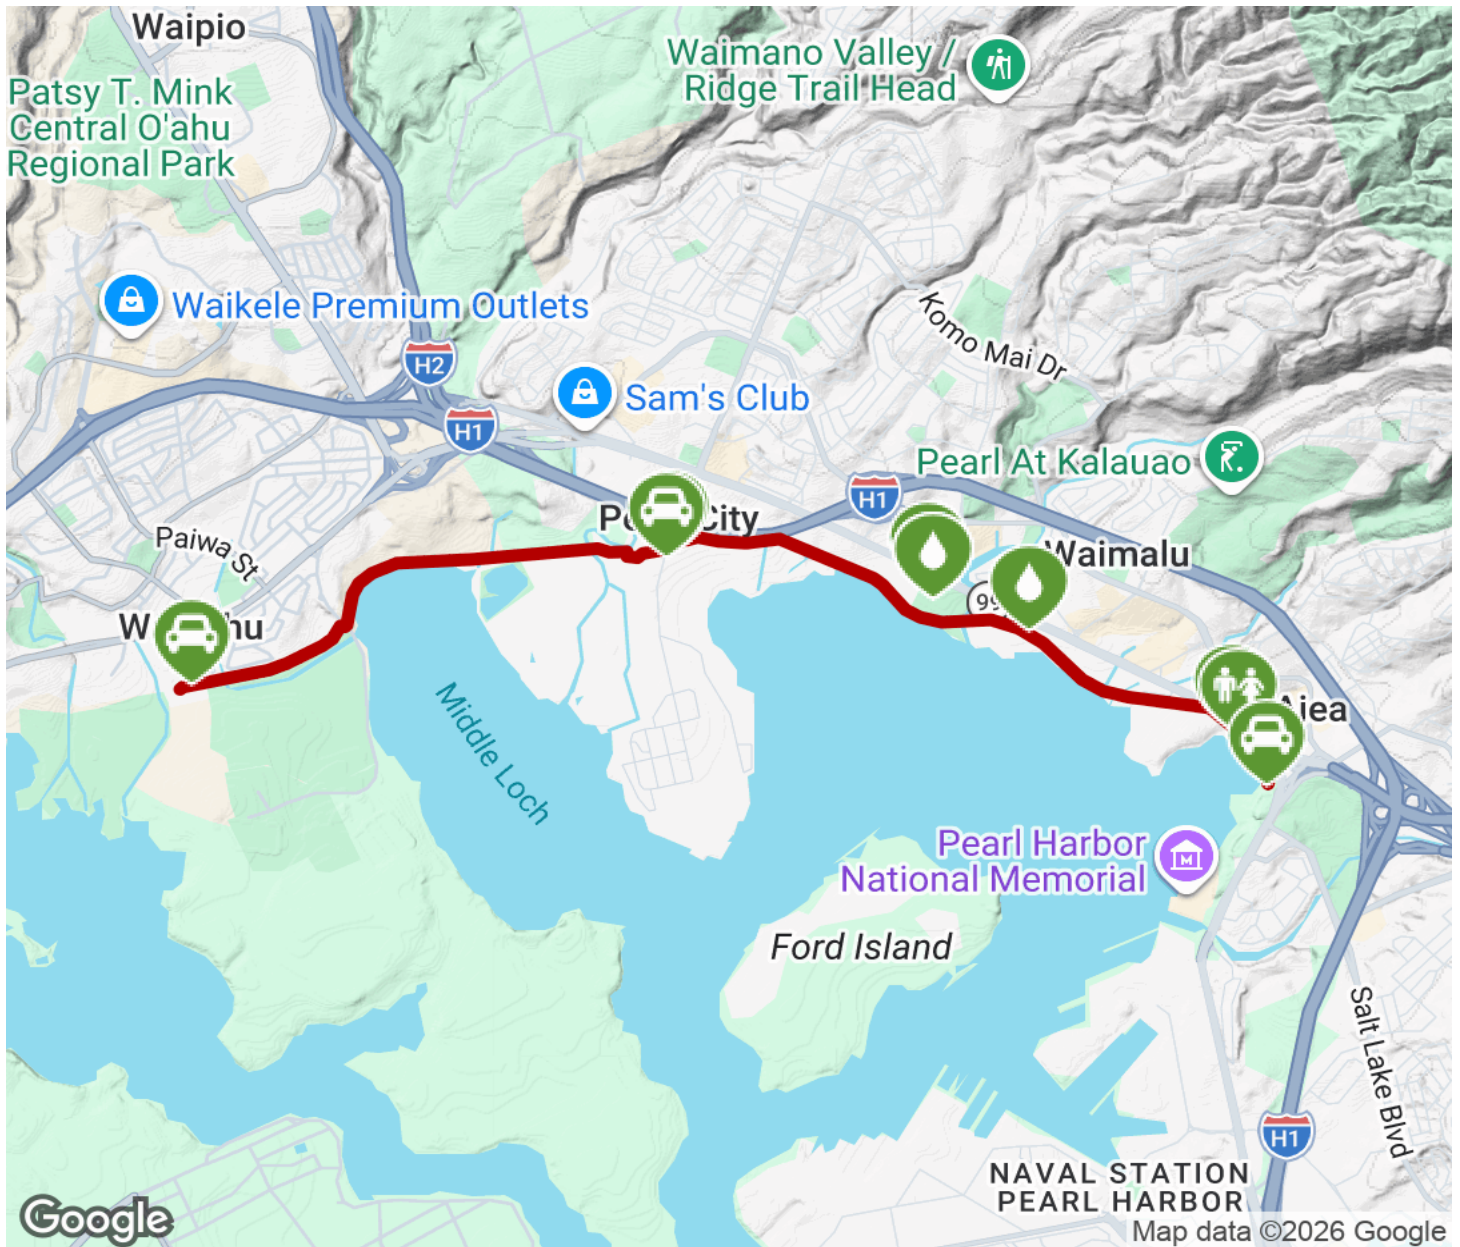 Waipio
Waimano Valley /
Ridge Trail Head
Patsy T. Mink
Central O'ahu
Regional Park
Waikele Premium Outlets
Komo Mai Dr
H2
Sam's Club
H1
Pearl At Kalauao
H1
City
Paiwa St
Waimalu
99
Aiea
Middle Loch
Pearl Harbor
National Memorial
Ford Island
Salt Lake Blvd
H1
NAVAL STATION
PEARL HARBOR
Google
Map data ©2026 Google